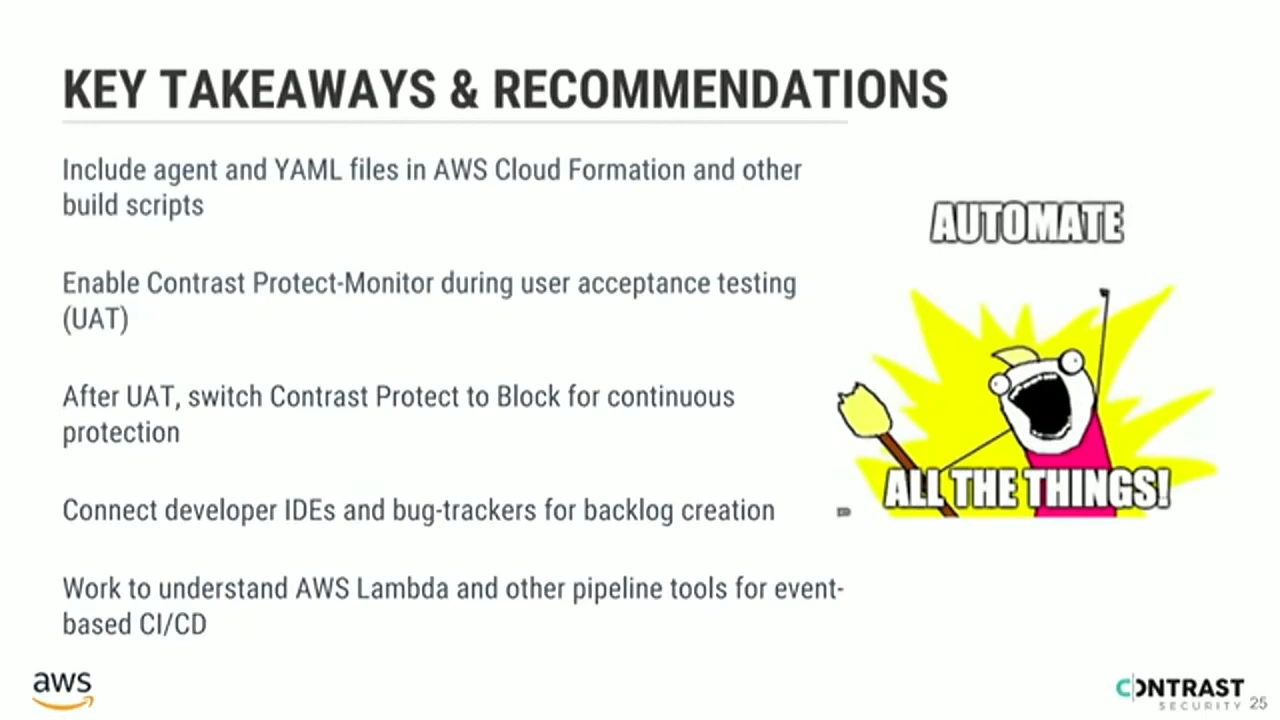 KEY TAKEAWAYS & RECOMMENDATIONS
Include agent and YAML files in AWS Cloud Formation and other
build scripts
Enable Contrast Protect-Monitor during user acceptance testing
(UAT)
After UAT, switch Contrast Protect to Block for continuous
protection
Connect developer IDEs and bug-trackers for backlog creation
Work to understand AWS Lambda and other pipeline tools for event-
based CI/CD
AUTOMATE
ALL THE THINGS!
aws
CONTRAST
SECURITY
25